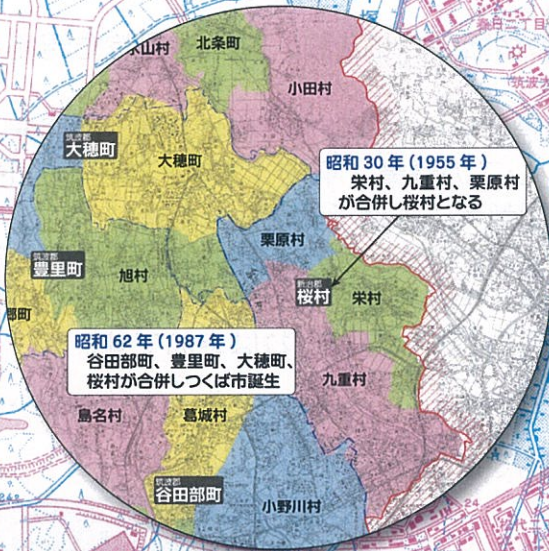 北条町
小田村
筑波郡
大穂町
大穂町
昭和 30 年 (1955 年 )
栄村、九重村、栗原村
が合併し桜村となる
栗原村
筑波郡
豊里町
旭村
新治郡
桜村
栄村
昭和 62 年 (1987 年 )
谷田部町、豊里町、大穂町、
桜村が合併しつくば市誕生
九重村
島名村
葛城村
筑波郡
谷田部町
小野川村
24